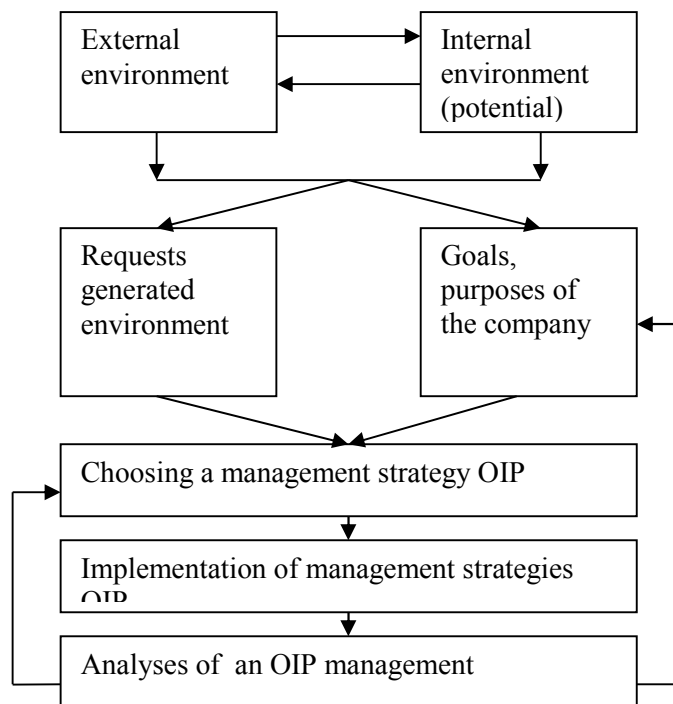 External
environment
Internal
environment
(potential)
Requests
generated
environment
Goals,
purposes of
the company
Choosing a management strategy OIP
Implementation of management strategies
OIP
Analyses of  an OIP management